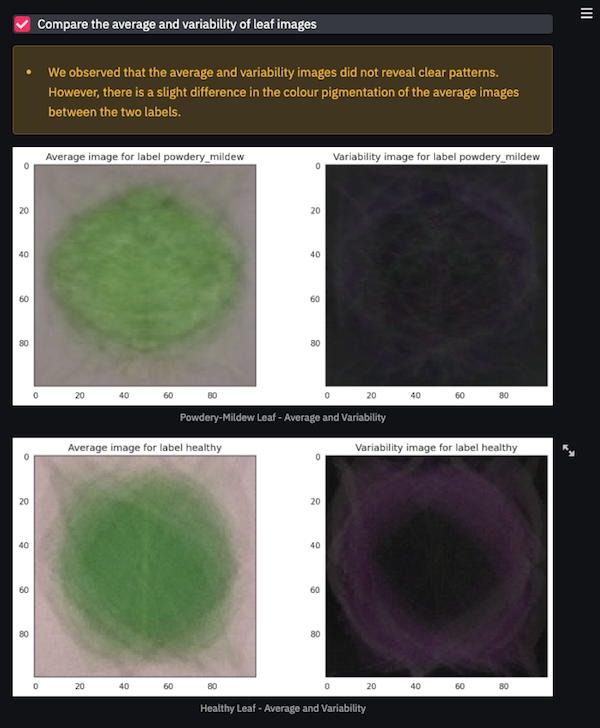 Compare the average and variability of leaf images
• We observed that the average and variability images did not reveal clear patterns.
However, there is a slight difference in the colour pigmentation of the average images
between the two labels.
Average image for label powdery_mildew
Variability image for label powdery_mildew
0
20
40
60
80
0 20 40 60 80
0
20
40
60
80
0 20 40 60 80
Powdery-Mildew Leaf - Average and Variability
Average image for label healthy
Variability image for label healthy
0
20
40
60
80
0 20 40 60 80
0
20
40
60
80
0 20 40 60 80
Healthy Leaf - Average and Variability